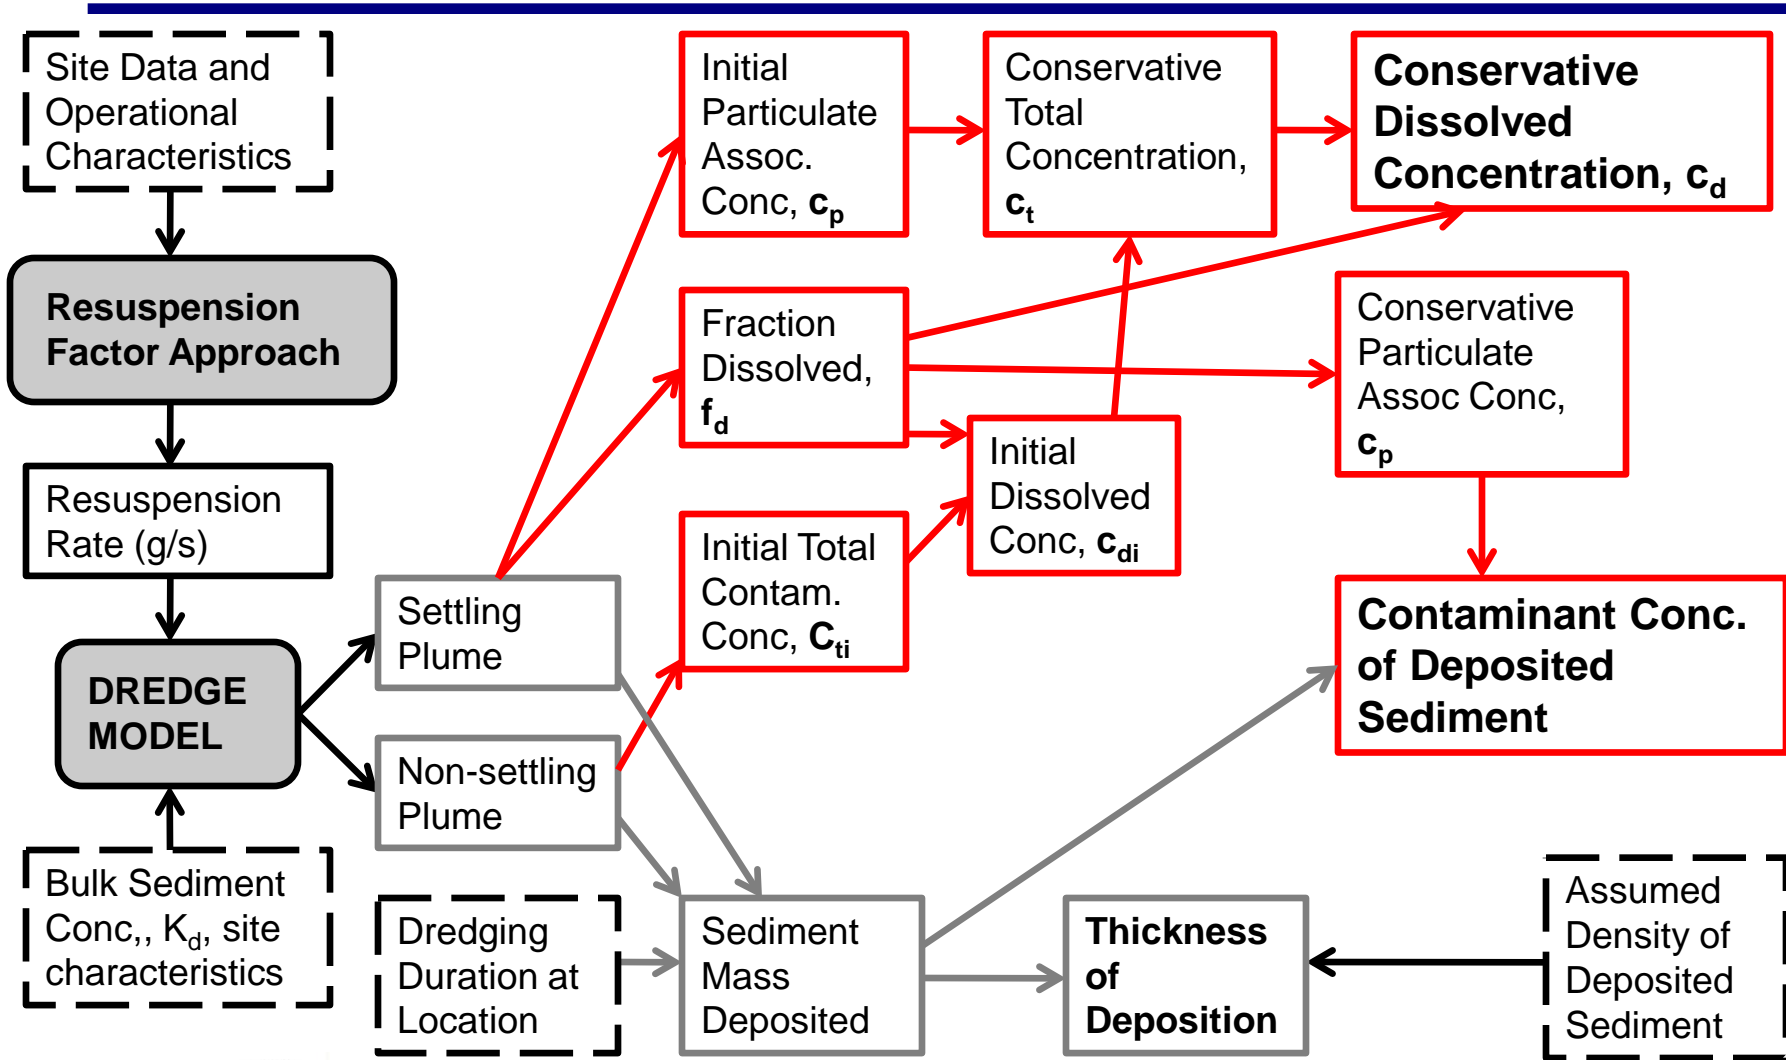 Site Data and
Operational
Characteristics
Resuspension
Factor Approach
Resuspension
Rate (g/s)
DREDGE
MODEL
Bulk Sediment
Conc,, Kd, site
characteristics
Settling
Plume
Non-settling
Plume
Dredging
Duration at
Location
Initial
Particulate
Assoc.
Conc, cp
Fraction
Dissolved,
fd
Initial Total
Contam.
Conc, Cti
Sediment
Mass
Deposited
Conservative
Total
Concentration,
ct
Initial
Dissolved
Conc, cdi
Thickness
of
Deposition
Conservative
Dissolved
Concentration, cd
Conservative
Particulate
Assoc Conc,
cp
Contaminant Conc.
of Deposited
Sediment
Assumed
Density of
Deposited
Sediment